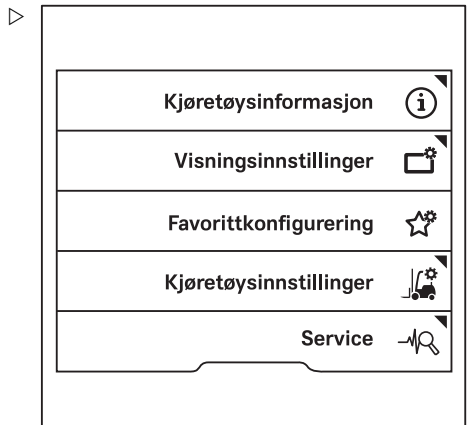 Kjøretøysinformasjon
Visningsinnstillinger
Favorittkonfigurering
Kjøretøysinnstillinger
Service